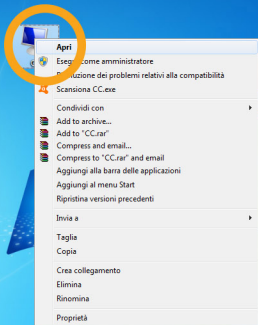 Apri
Esegui come amministratore
Risoluzione dei problemi relativi alla compatibilità
Scansiona CC.exe
Condividi con
Add to archive...
Add to "CC.rar"
Compress and email...
Compress to "CC.rar" and email
Aggiungi alla barra delle applicazioni
Aggiungi al menu Start
Ripristina versioni precedenti
Invia a
Taglia
Copia
Crea collegamento
Elimina
Rinomina
Proprietà